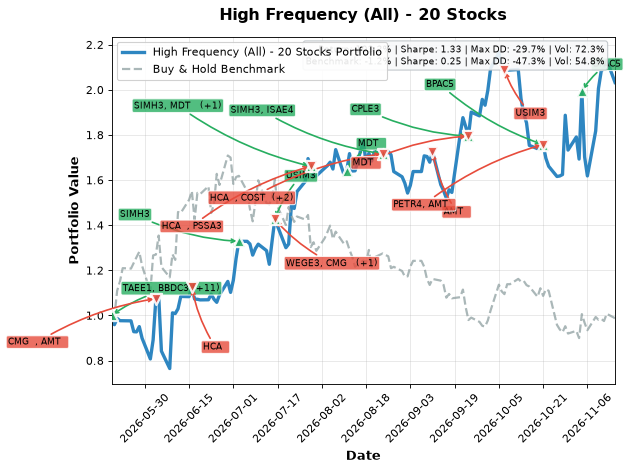 High Frequency (All) - 20 Stocks
High Frequency (All) - 20 Stocks Portfolio
Buy & Hold Benchmark
% | Sharpe: 1.33 | Max DD: -29.7% | Vol: 72.3%
% | Sharpe: 0.25 | Max DD: -47.3% | Vol: 54.8%
SIMH3, MDT (+1)
SIMH3, ISAE4
CPLE3
BPAC5
USIM3
MDT
MDT
USIM3
HCA , COST (+2)
PETR4, AMT
AMT
SIMH3
HCA , PSSA3
WEGE3, CMG (+1)
TAEE1, BBDC3 (+11)
CMG , AMT
HCA
Portfolio Value
2.2
2.0
1.8
1.6
1.4
1.2
1.0
0.8
2026-05-30
2026-06-15
2026-07-01
2026-07-17
2026-08-02
2026-08-18
2026-09-03
2026-09-19
2026-10-05
2026-10-21
2026-11-06
Date